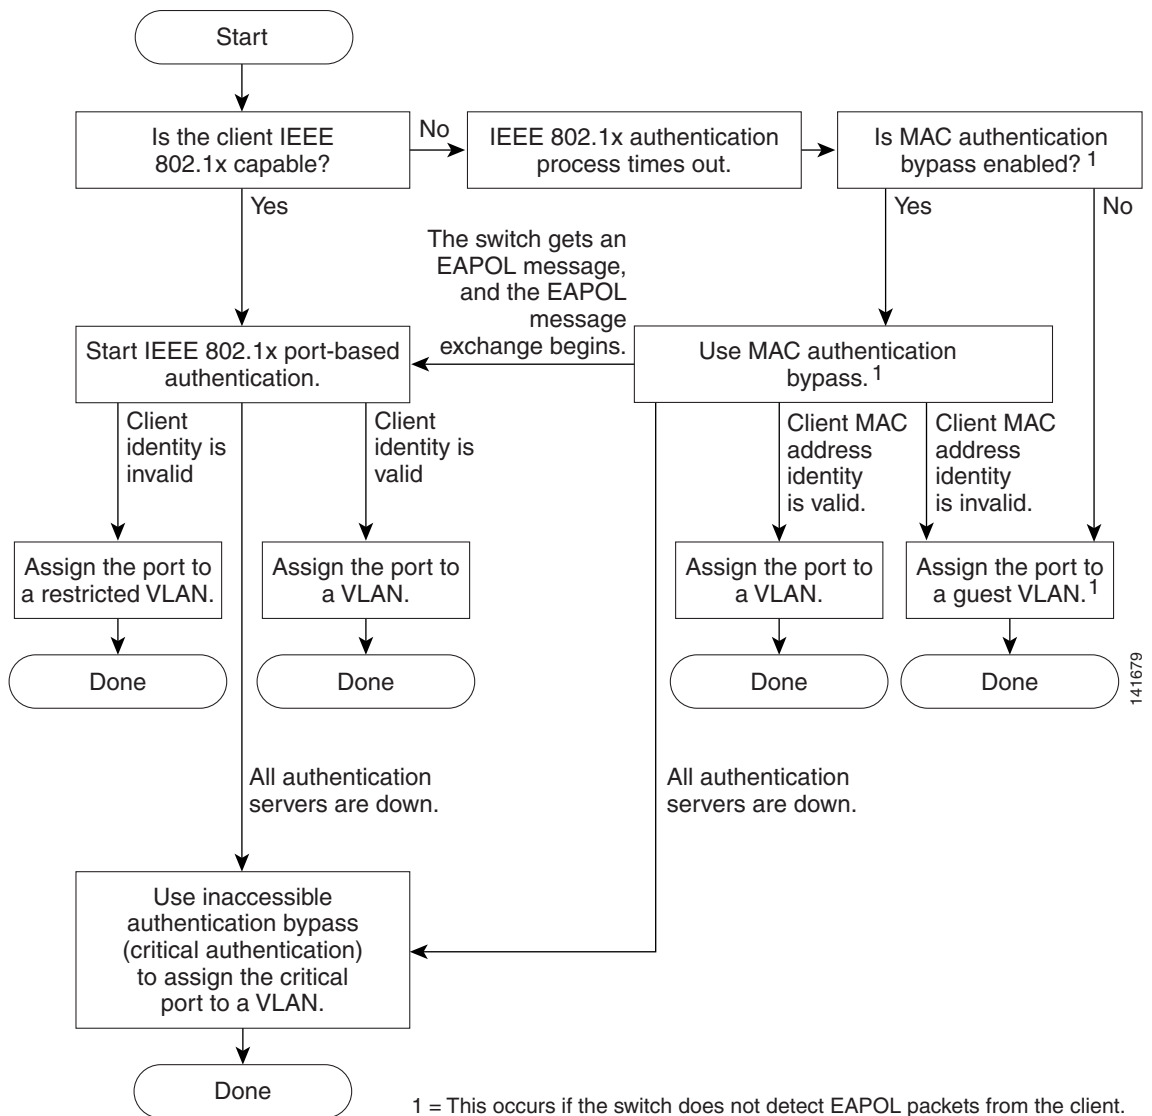 Start
Is the client IEEE
802.1x capable?
No
IEEE 802.1x authentication
process times out.
Is MAC authentication
bypass enabled? 1
Yes
Yes
No
The switch gets an
EAPOL message,
and the EAPOL
message
exchange begins.
Start IEEE 802.1x port-based
authentication.
Use MAC authentication
bypass. 1
Client
identity is
invalid
Client
identity is
valid
Client MAC
address
identity
is valid.
Client MAC
address
identity
is invalid.
Assign the port to
a restricted VLAN.
Assign the port to
a VLAN.
Assign the port to
a VLAN.
Assign the port to
a guest VLAN. 1
Done
Done
Done
Done
141679
All authentication
servers are down.
All authentication
servers are down.
Use inaccessible
authentication bypass
(critical authentication)
to assign the critical
port to a VLAN.
Done
1 = This occurs if the switch does not detect EAPOL packets from the client.